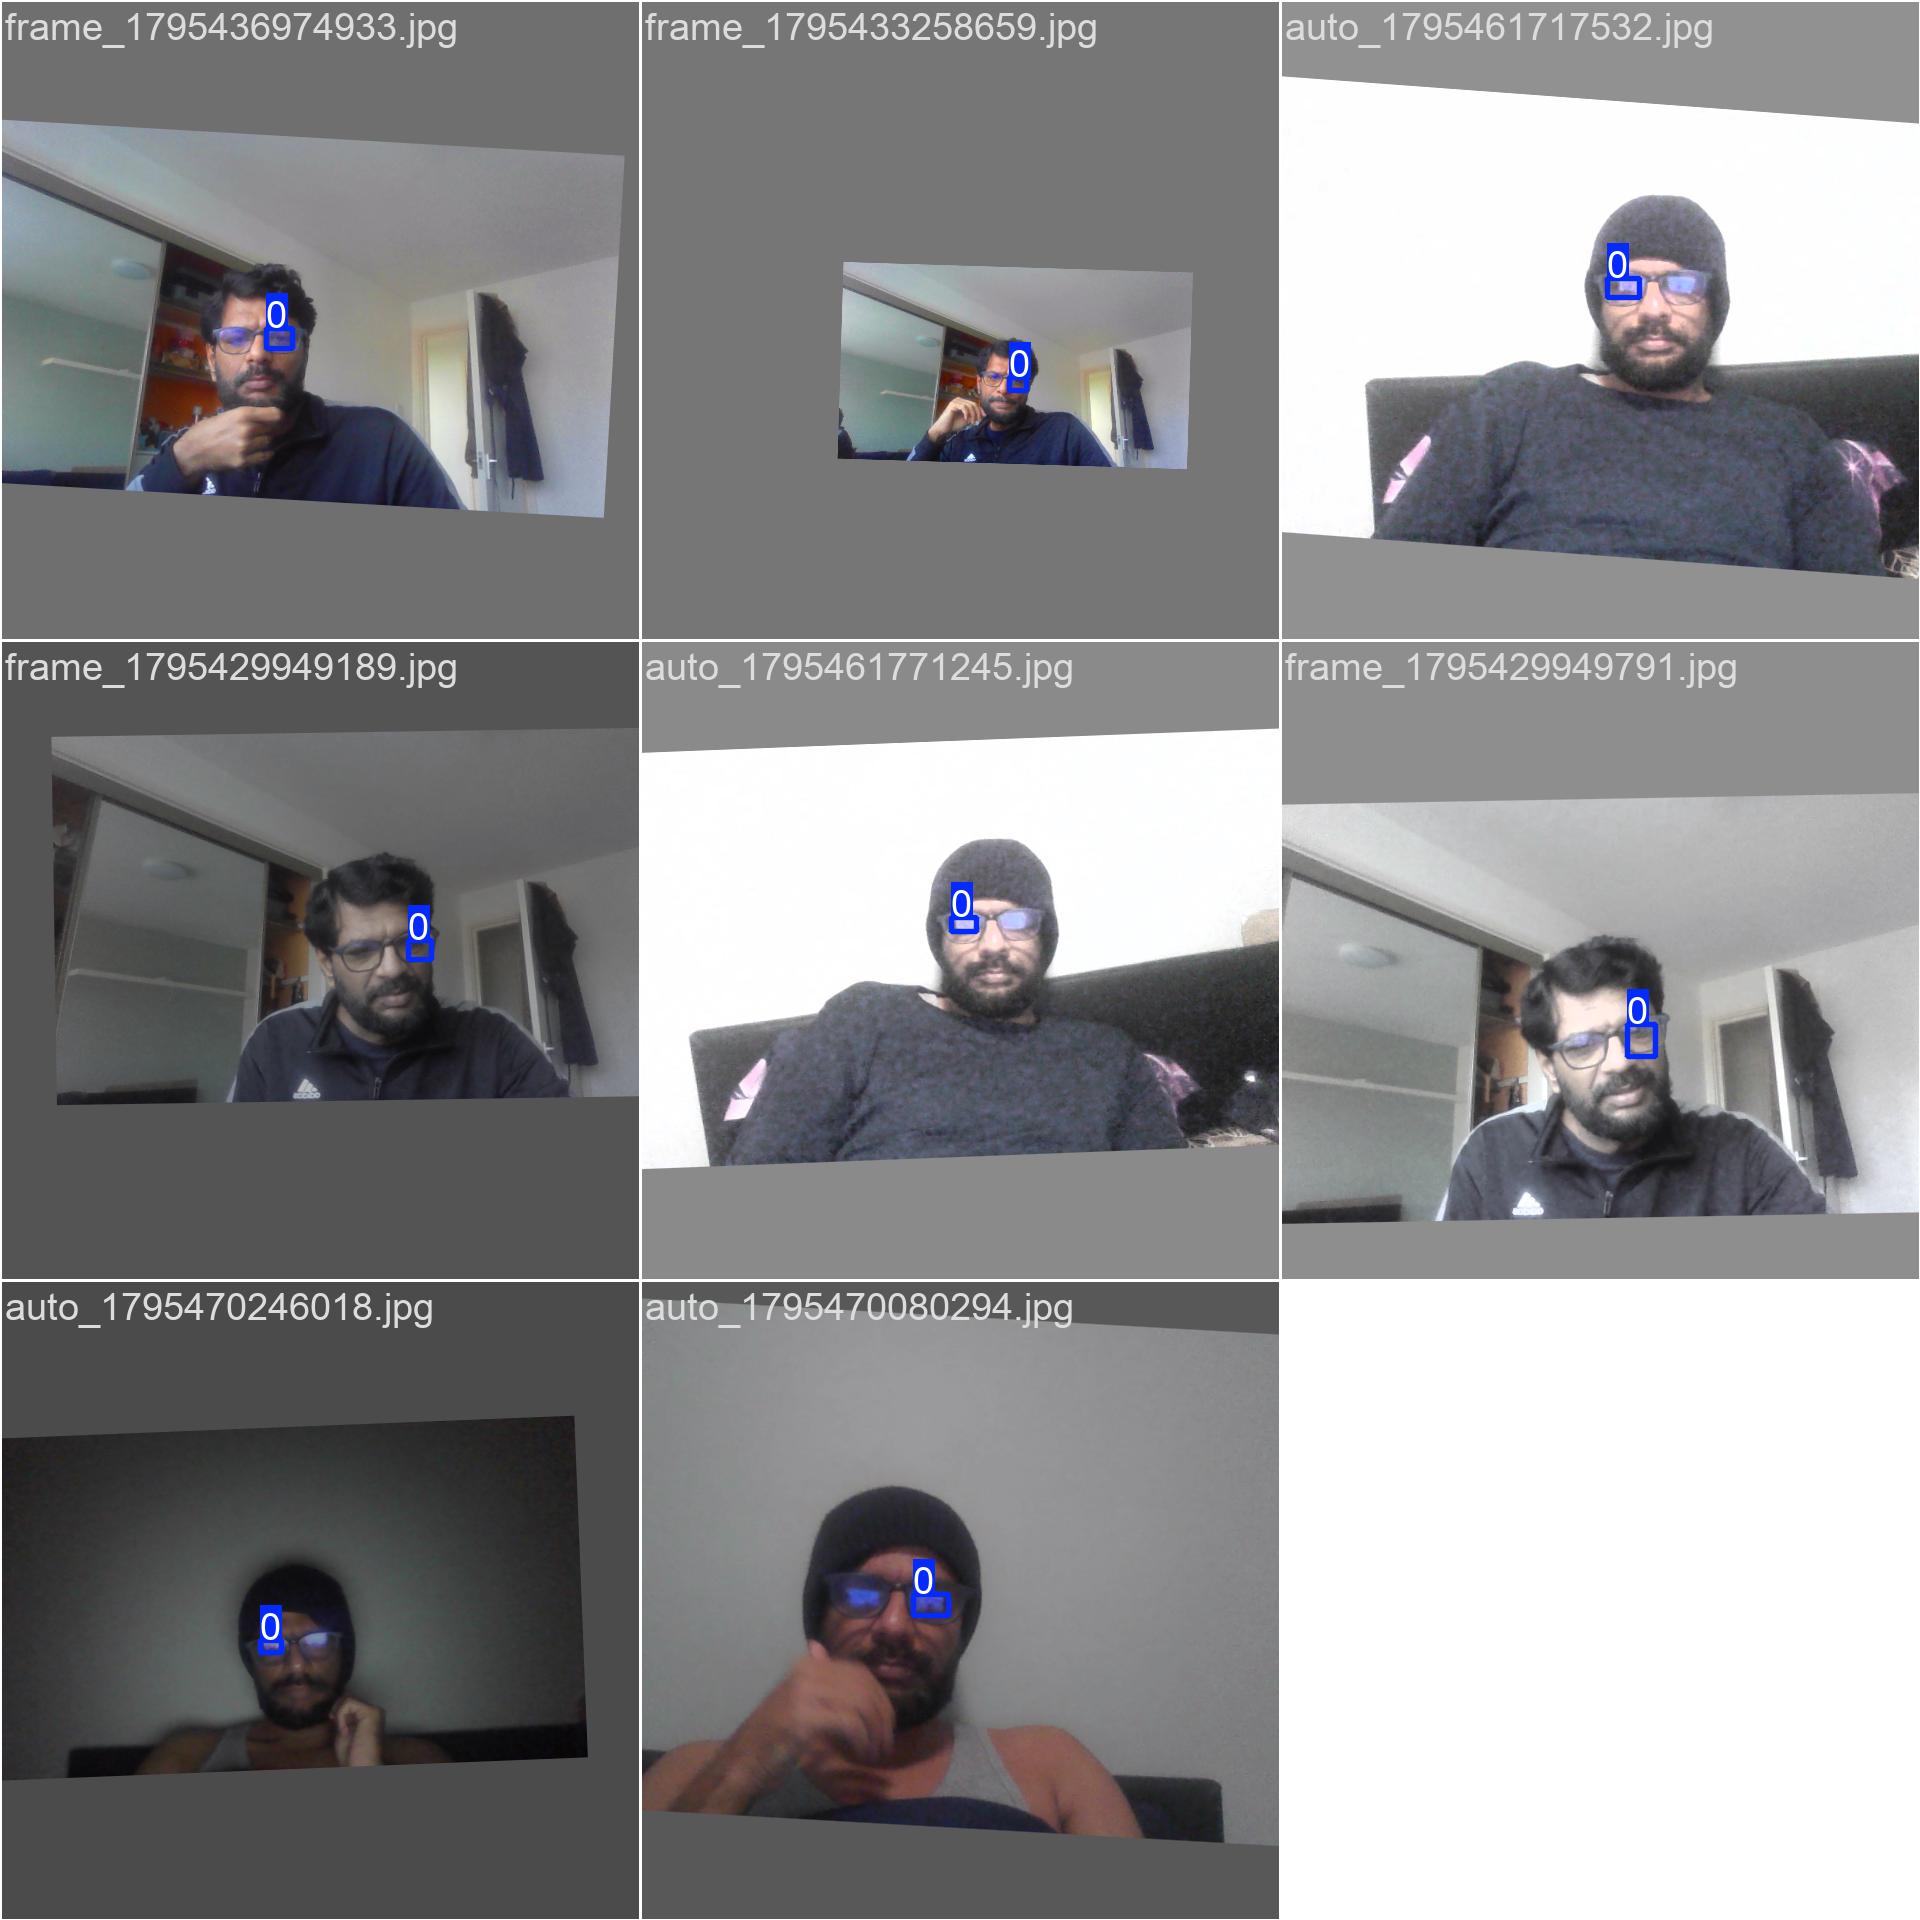 frame_1795436974933.jpg
0
frame_1795433258659.jpg
0
auto_1795461717532.jpg
0
frame_1795429949189.jpg
0
auto_1795461771245.jpg
0
frame_1795429949791.jpg
0
auto_1795470246018.jpg
0
auto_1795470080294.jpg
0